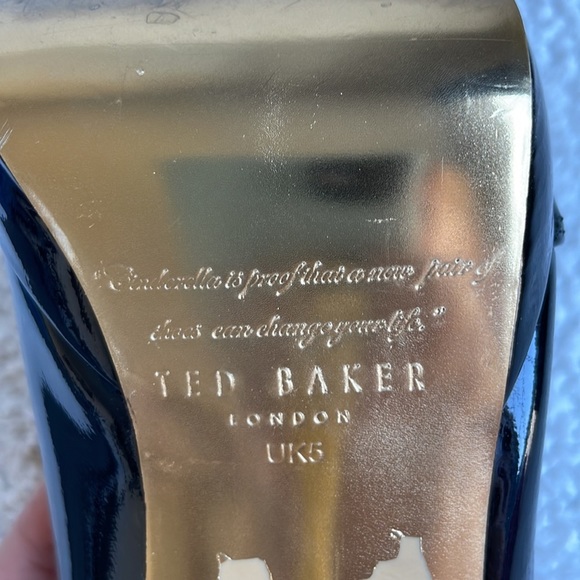 "Cinderella is proof that a new pair of
shoes can change your life."
TED BAKER
LONDON
UK5